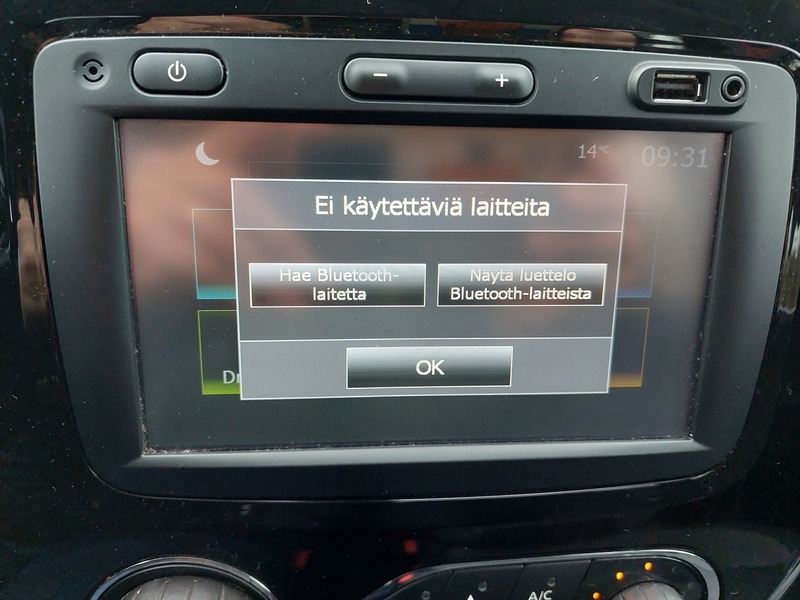 14°C 09:31
Ei käytettäviä laitteita
Hae Bluetooth-
laitetta
Näytä luettelo
Bluetooth-laitteista
OK
A/C